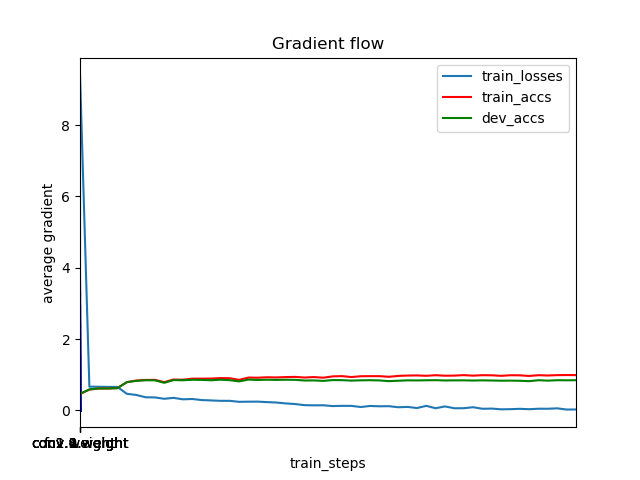 Gradient flow
train_losses
train_accs
dev_accs
average gradient
8
6
4
2
0
train_steps